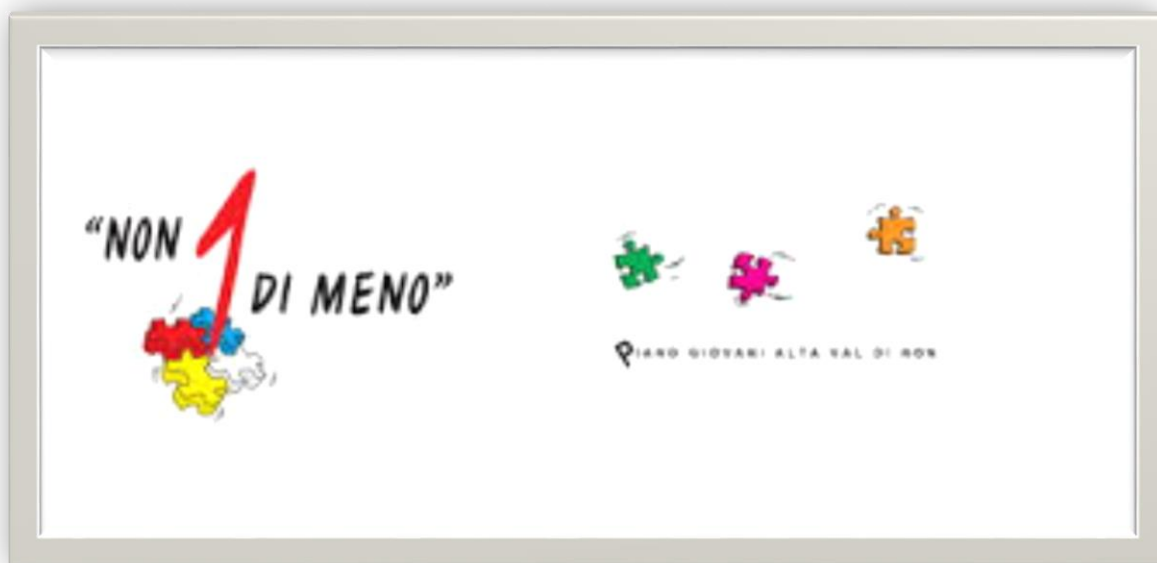 “NON 1
DI MENO”
PIANO GIOVANI ALTA VAL DI NON